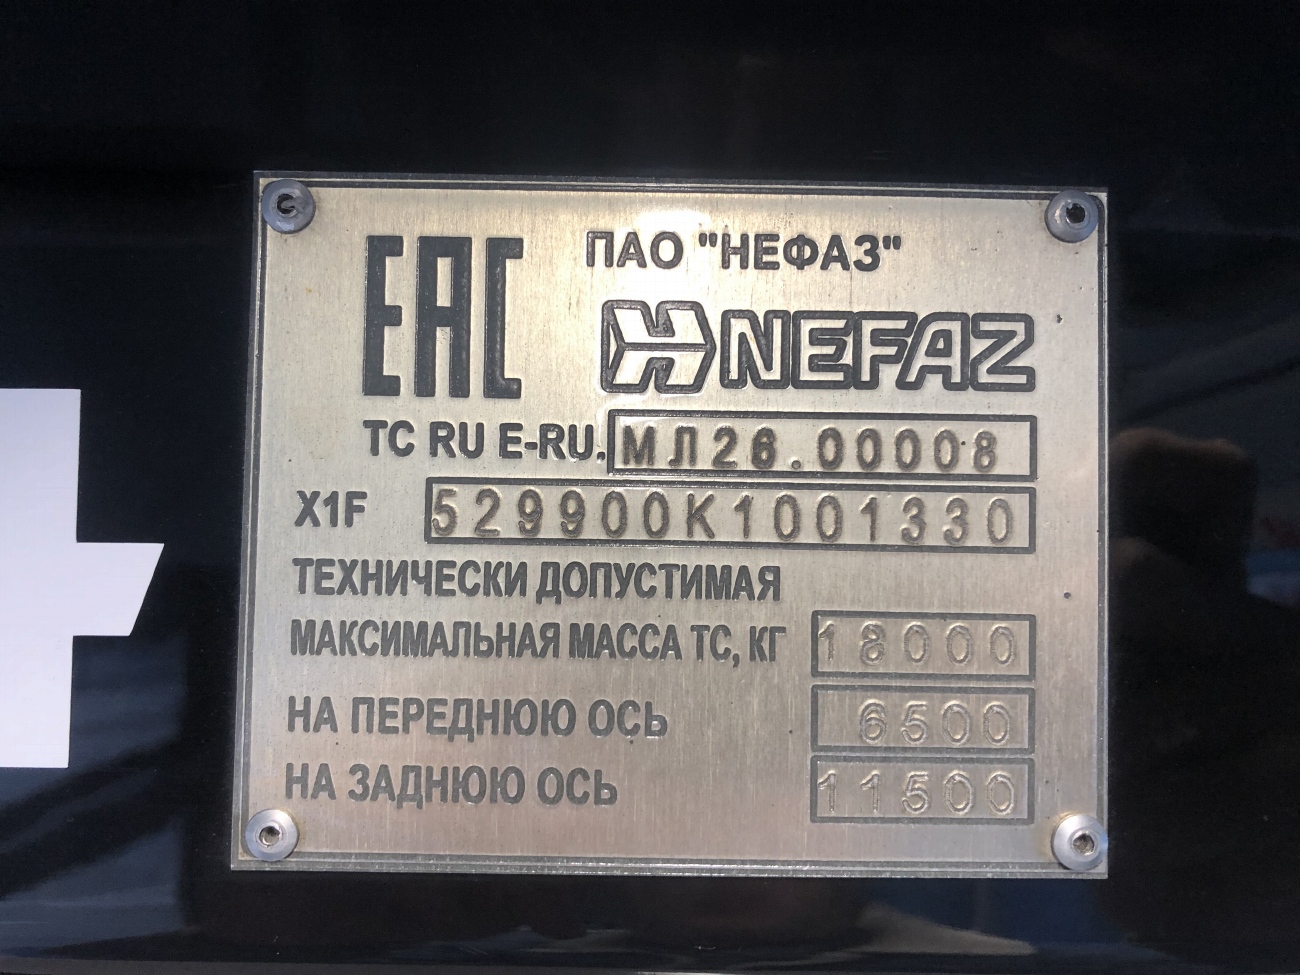 EAC
ПАО "НЕФАЗ"
NEFAZ
ТС RU E-RU.МЛ26.00008
X1F 529900K1001330
ТЕХНИЧЕСКИ ДОПУСТИМАЯ
МАКСИМАЛЬНАЯ МАССА ТС, КГ 18000
НА ПЕРЕДНЮЮ ОСЬ 6500
НА ЗАДНЮЮ ОСЬ 11500